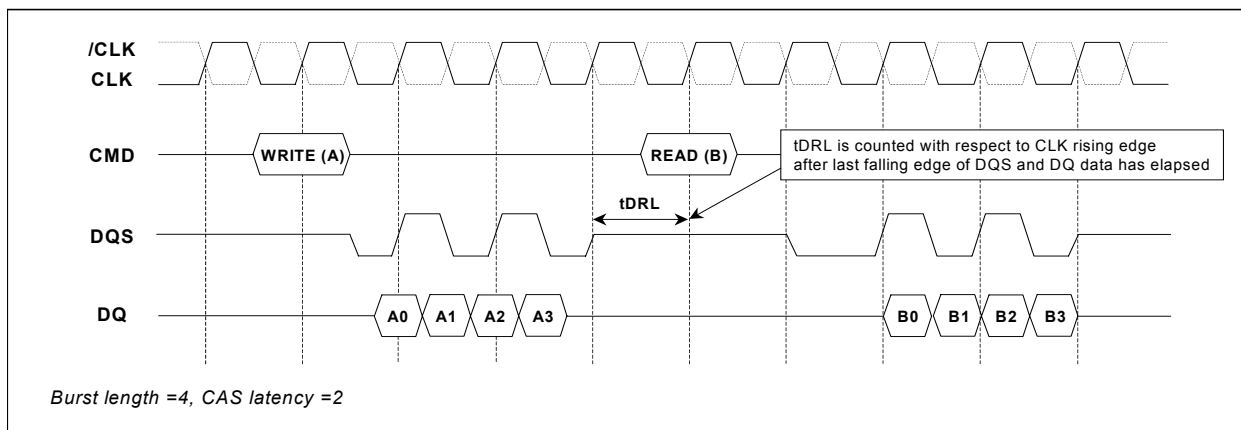 /CLK
CLK
CMD
WRITE (A)
READ (B)
tDRL is counted with respect to CLK rising edge
after last falling edge of DQS and DQ data has elapsed
tDRL
DQS
DQ
A0 A1 A2 A3
B0 B1 B2 B3
Burst length =4, CAS latency =2